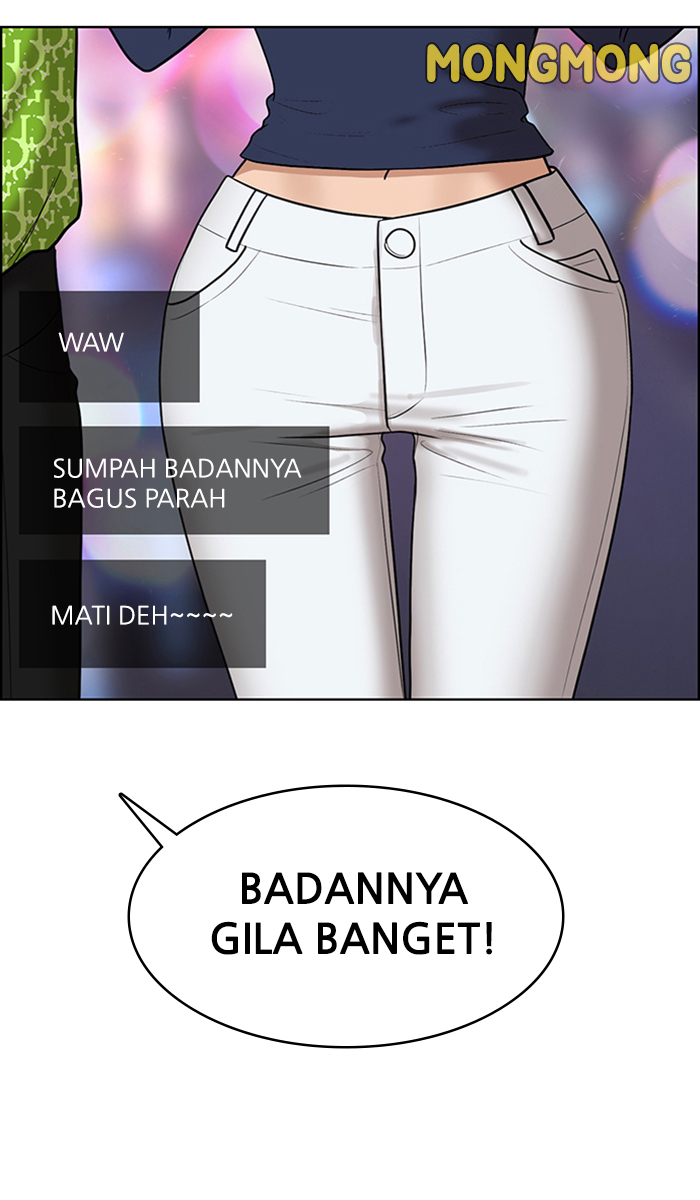 MONGMONG
WAW
SUMPAH BADANNYA
BAGUS PARAH
MATI DEH~~~~
BADANNYA
GILA BANGET!